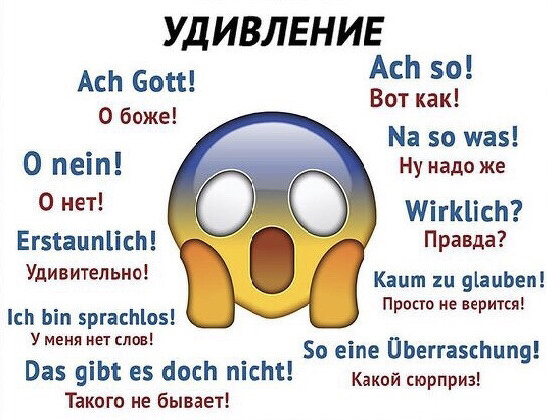 УДИВЛЕНИЕ
Ach Gott!
О боже!
O nein!
О нет!
Erstaunlich!
Удивительно!
Ich bin sprachlos!
У меня нет слов!
Das gibt es doch nicht!
Такого не бывает!
Ach so!
Вот как!
Na so was!
Ну надо же
Wirklich?
Правда?
Kaum zu glauben!
Просто не верится!
So eine Überraschung!
Какой сюрприз!